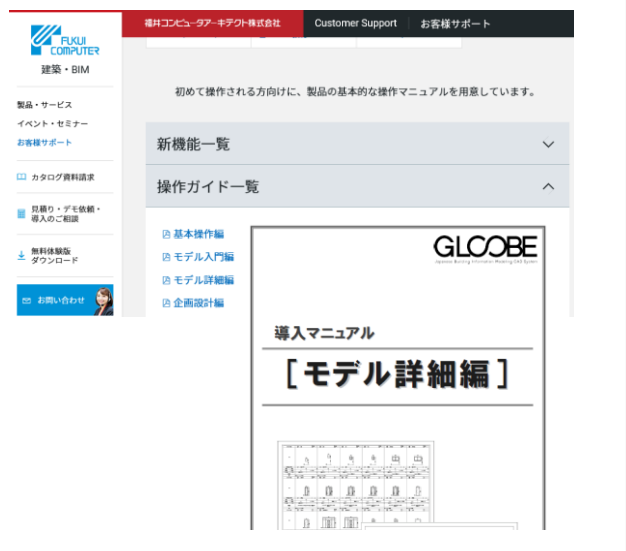 福井コンピュータアーキテクト株式会社
Customer Support
お客様サポート
FUKUI
COMPUTER
建築・BIM
製品・サービス
イベント・セミナー
お客様サポート
カタログ資料請求
見積り・デモ依頼・
導入のご相談
無料体験版
ダウンロード
お問い合わせ
初めて操作される方向けに、製品の基本的な操作マニュアルを用意しています。
新機能一覧
操作ガイド一覧
基本操作編
モデル入門編
モデル詳細編
企画設計編
GLOOBE
導入マニュアル
[モデル詳細編]